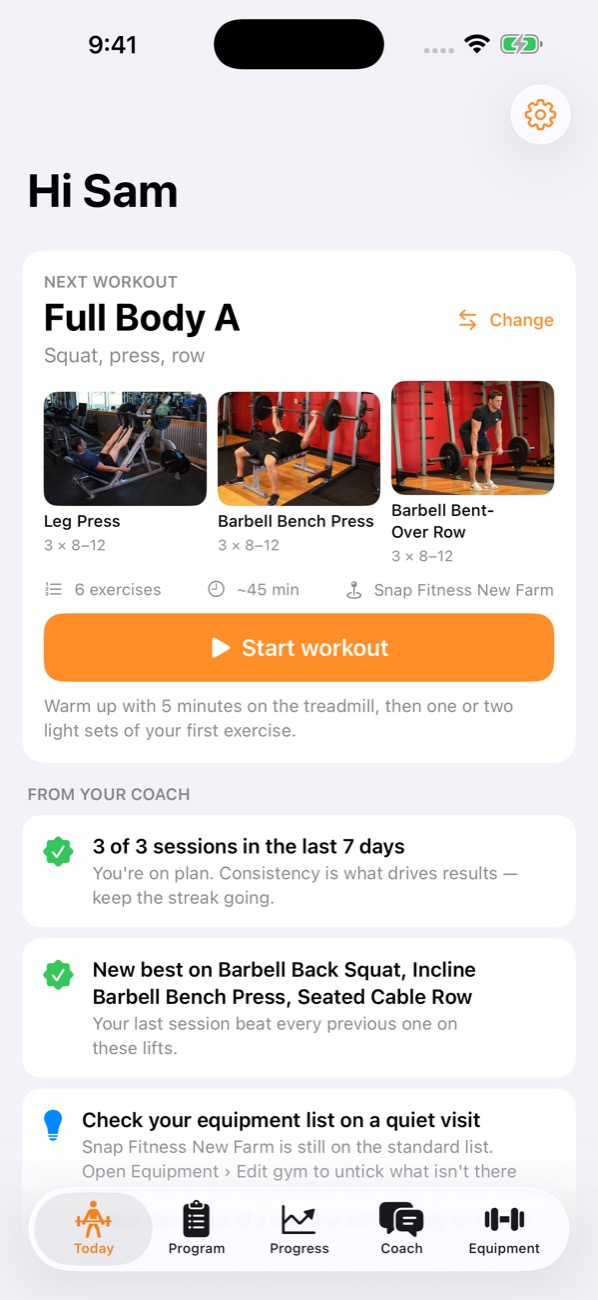 9:41
Hi Sam
NEXT WORKOUT
Full Body A
Change
Squat, press, row
Leg Press
3 × 8–12
Barbell Bench Press
3 × 8–12
Barbell Bent-
Over Row
3 × 8–12
6 exercises
~45 min
Snap Fitness New Farm
Start workout
Warm up with 5 minutes on the treadmill, then one or two
light sets of your first exercise.
FROM YOUR COACH
3 of 3 sessions in the last 7 days
You're on plan. Consistency is what drives results —
keep the streak going.
New best on Barbell Back Squat, Incline
Barbell Bench Press, Seated Cable Row
Your last session beat every previous one on
these lifts.
Check your equipment list on a quiet visit
Snap Fitness New Farm is still on the standard list.
Open Equipment › Edit gym to untick what isn't there
Today
Program
Progress
Coach
Equipment